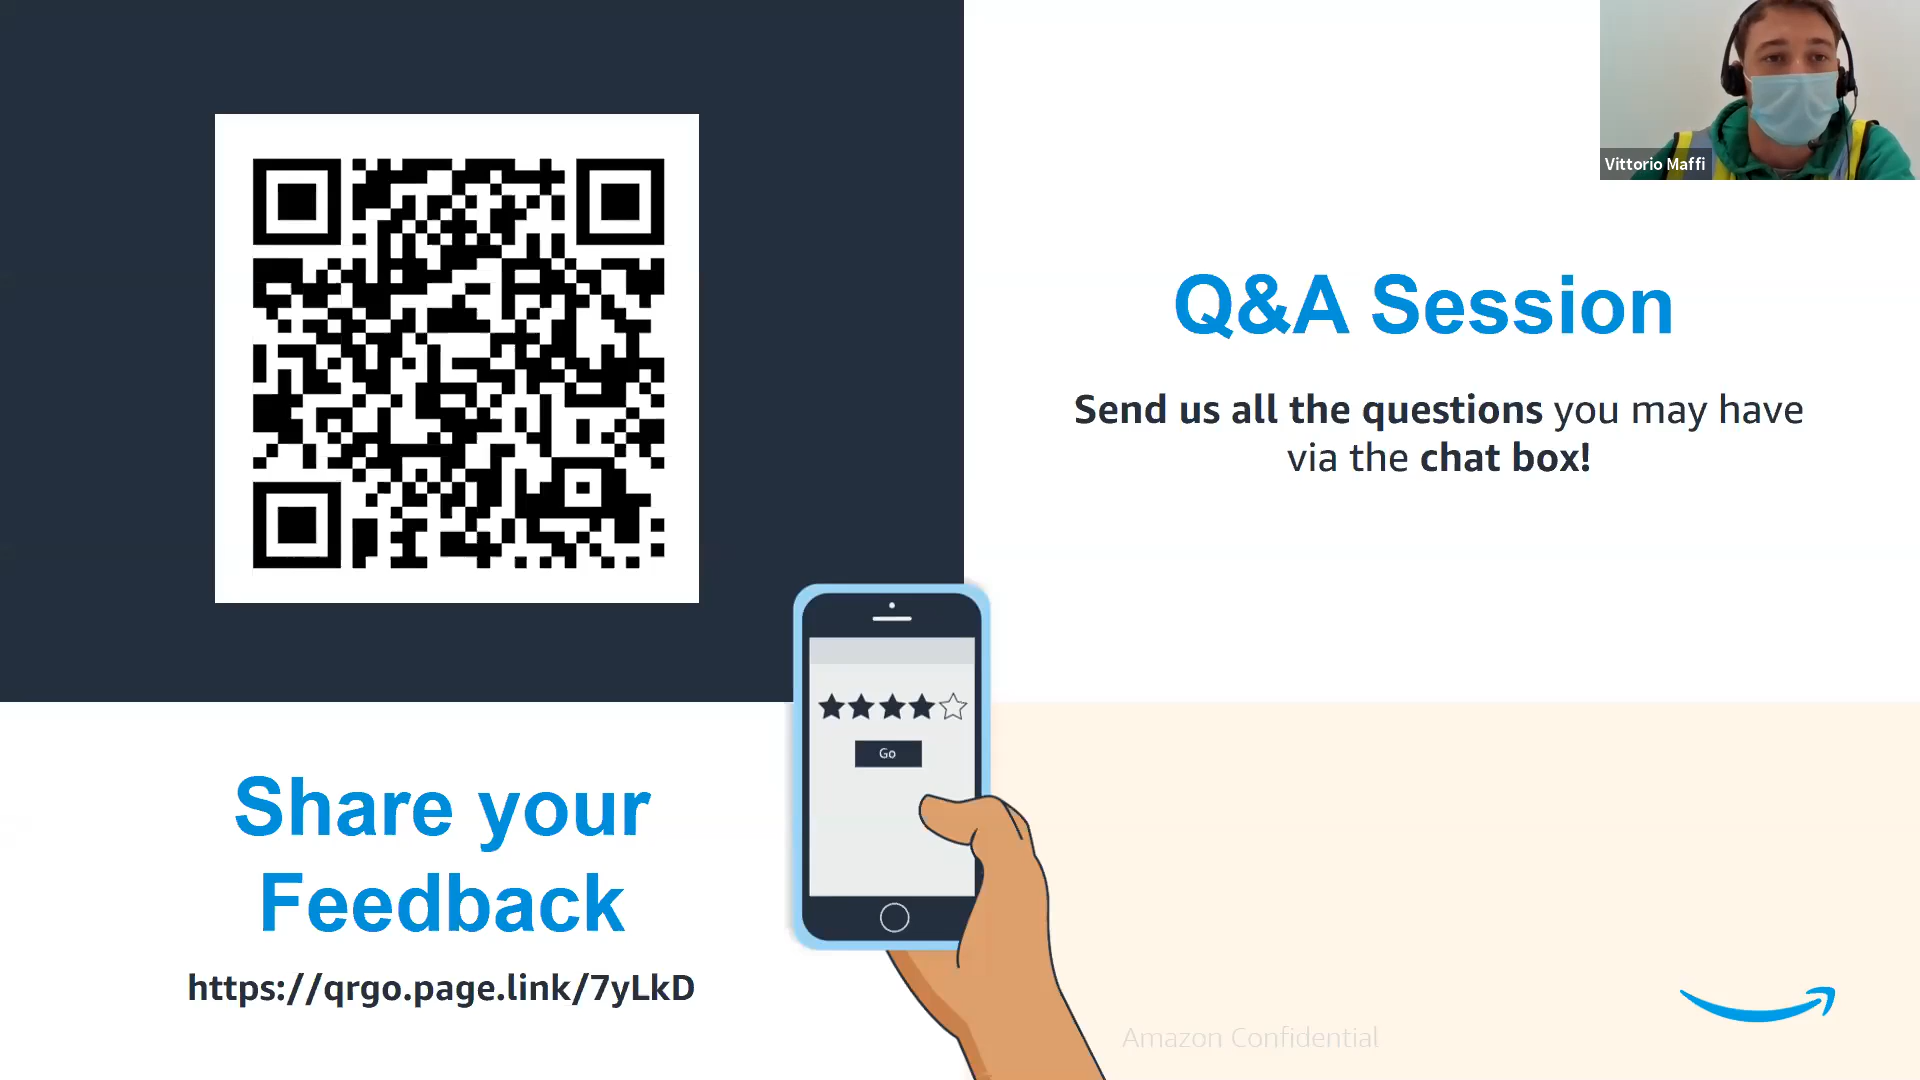 Vittorio Maffi
Q&A Session
Send us all the questions you may have
via the chat box!
Go
Share your
Feedback
https://qrgo.page.link/7yLkD
Amazon Confidential